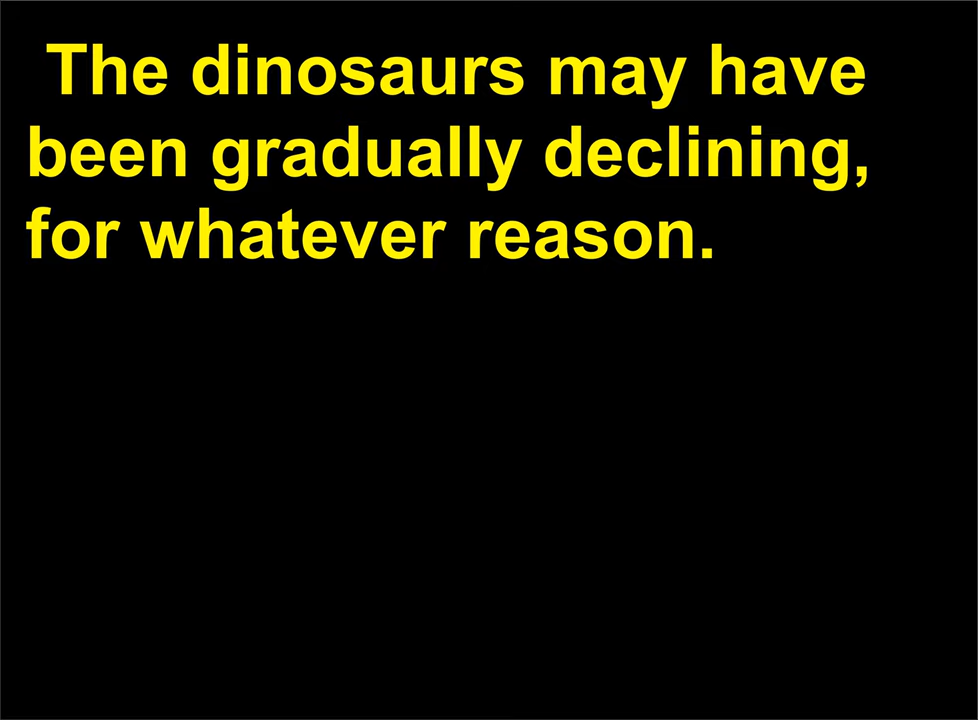 The dinosaurs may have
been gradually declining,
for whatever reason.